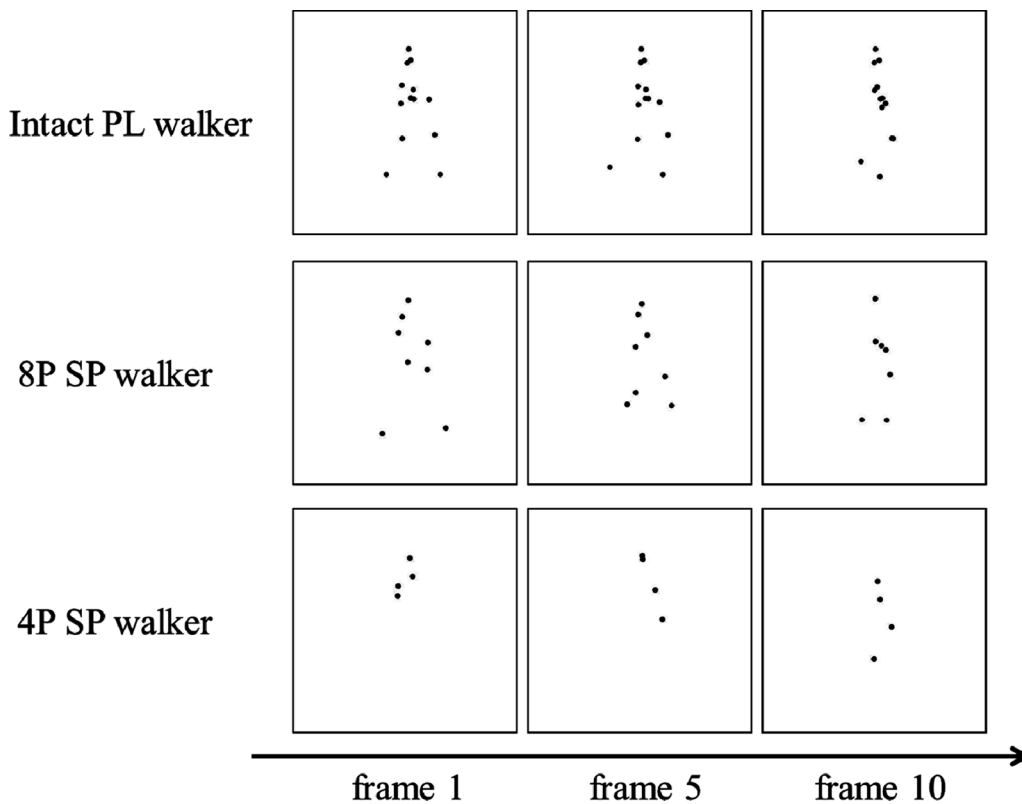 Intact PL walker
8P SP walker
4P SP walker
frame 1
frame 5
frame 10